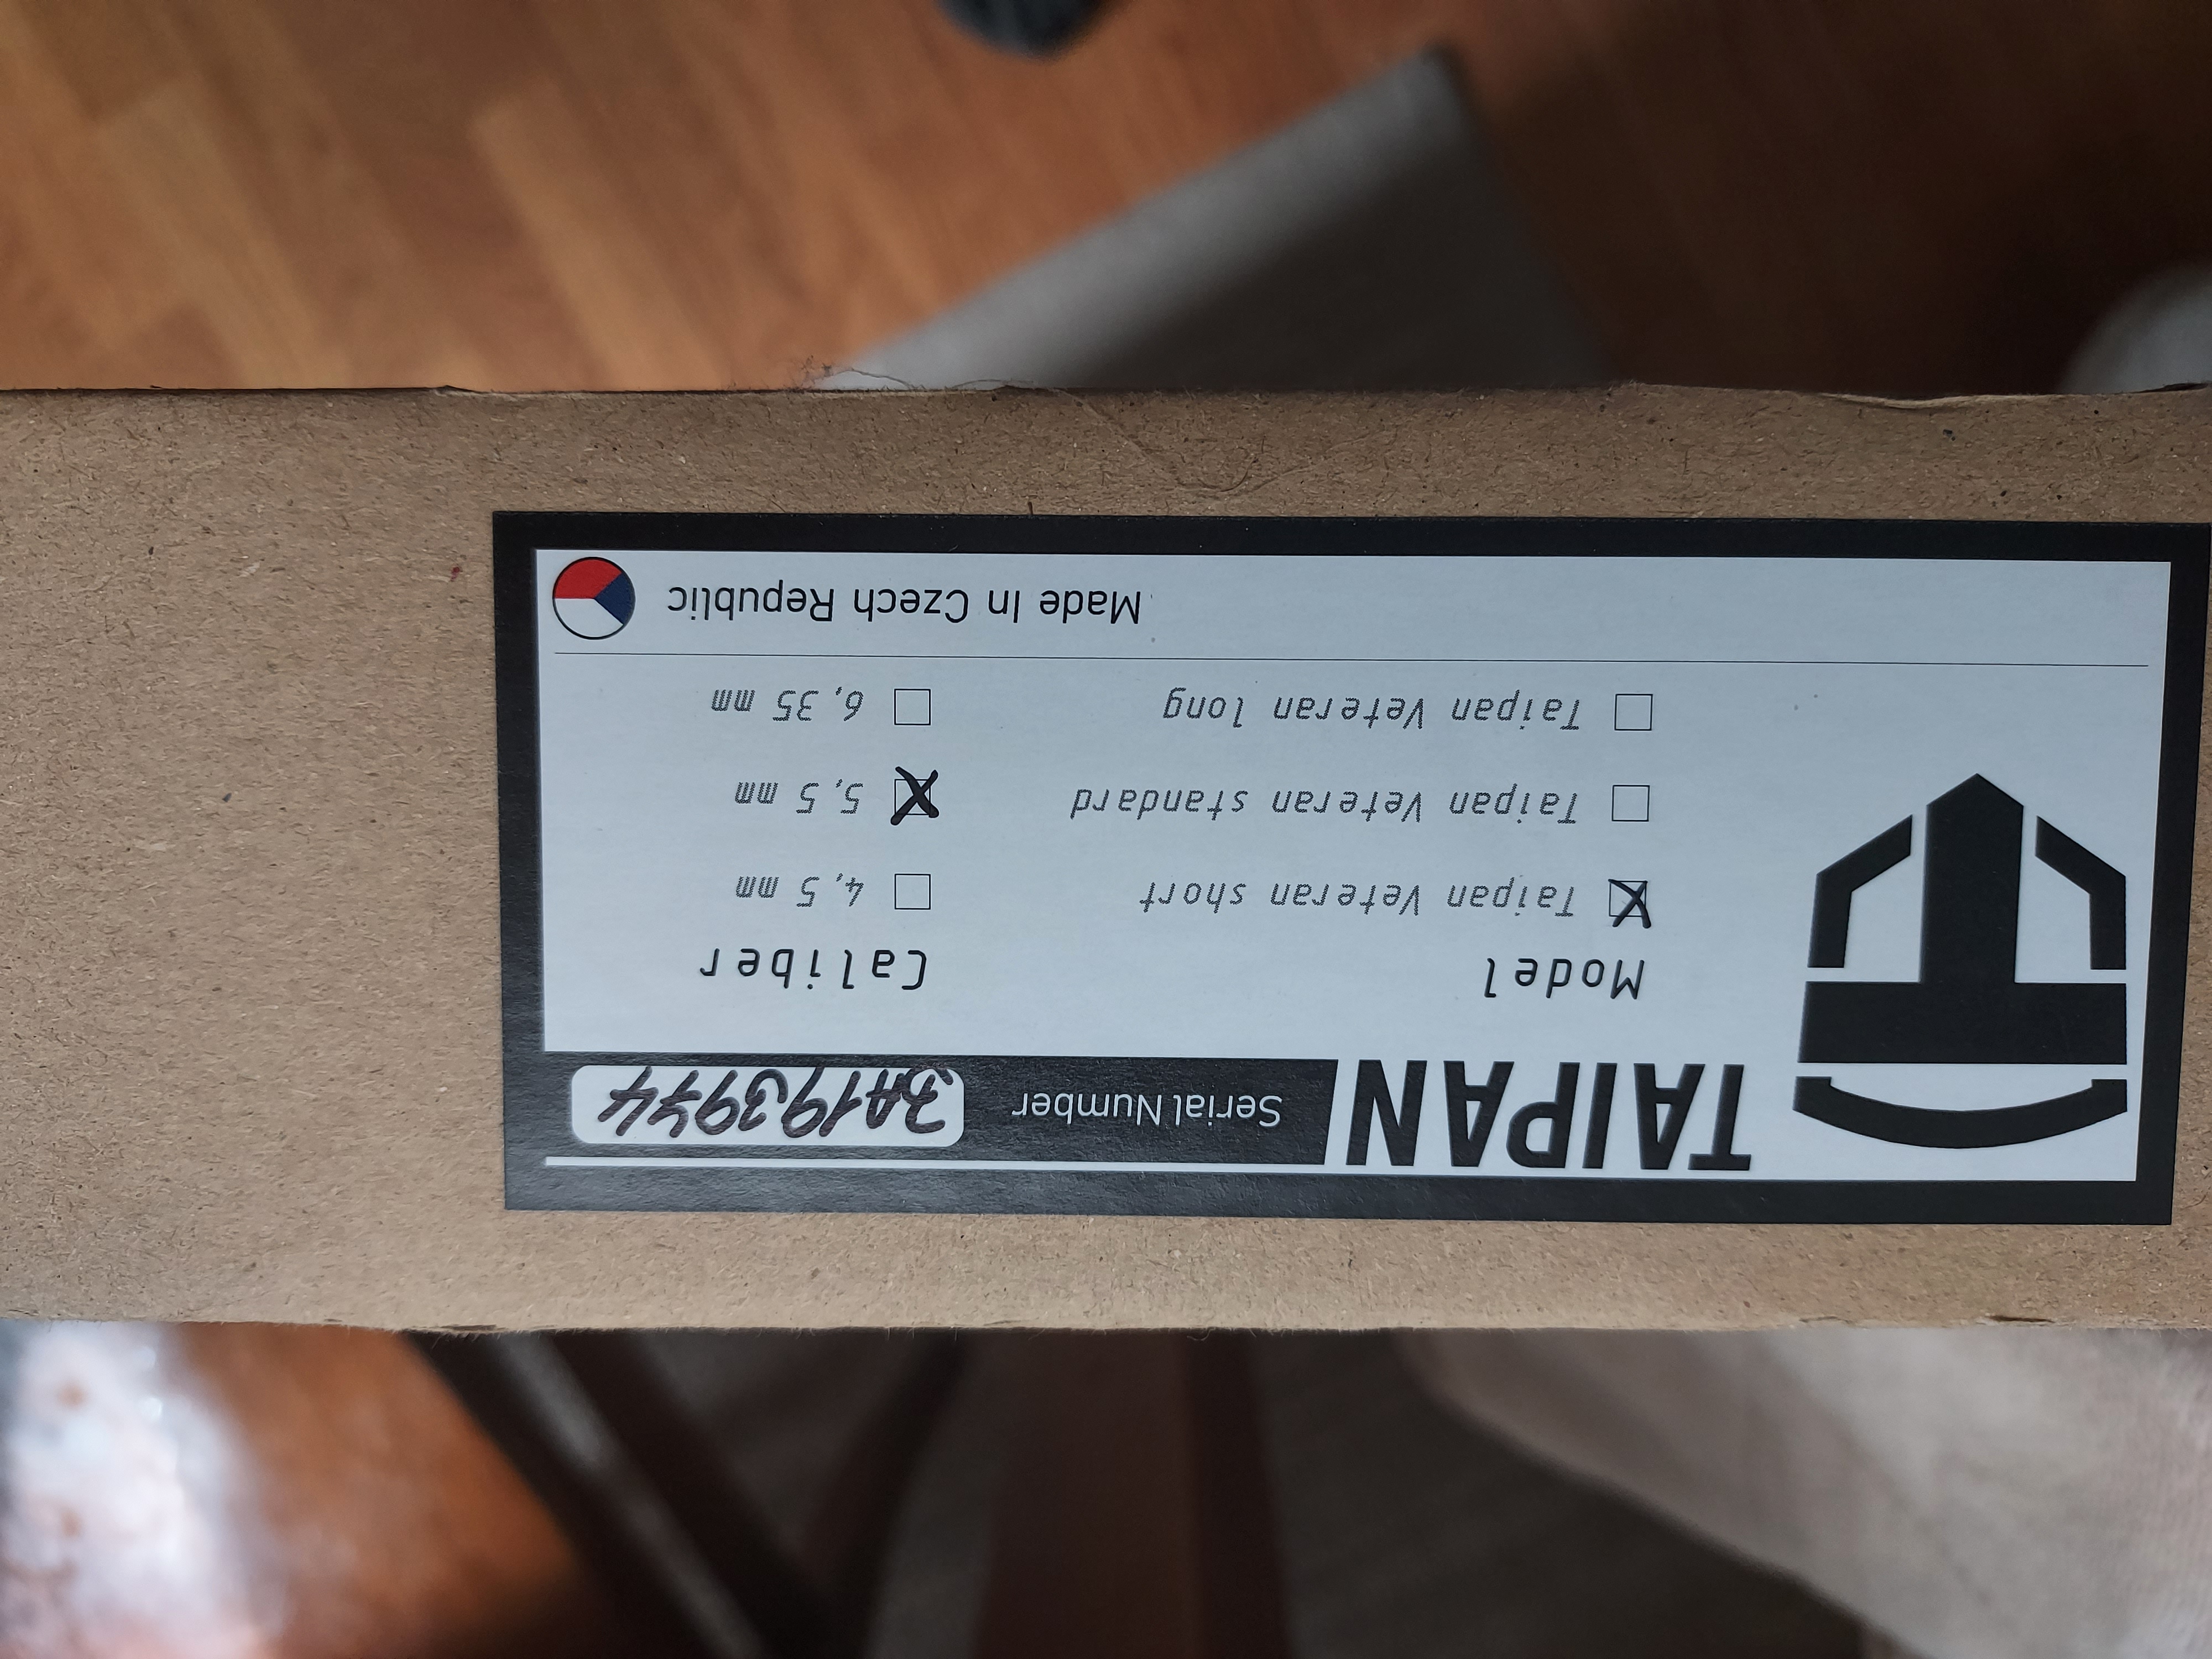 TAIPAN Serial Number 3A193974
Model Caliber
Taipan Veteran short 4,5 mm
Taipan Veteran standard 5,5 mm
Taipan Veteran long 6,35 mm
Made In Czech Republic